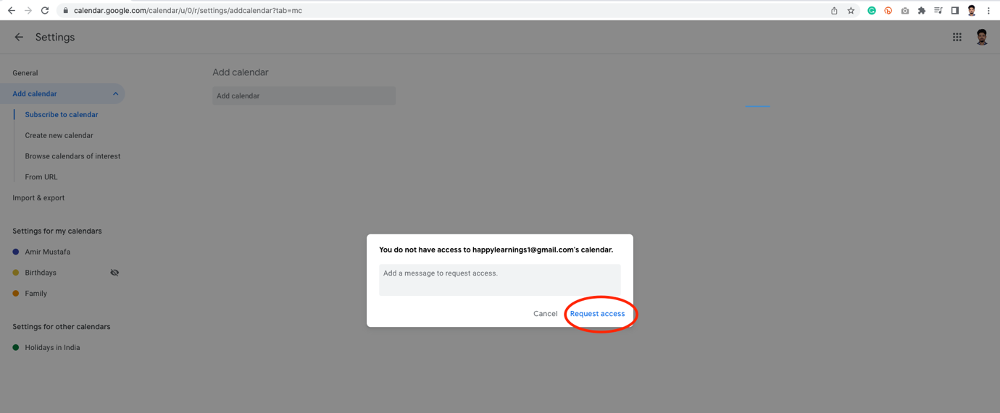 calendar.google.com/calendar/u/0/r/settings/addcalendar?tab=mc
Settings
General
Add calendar
Subscribe to calendar
Create new calendar
Browse calendars of interest
From URL
Import & export
Settings for my calendars
Amir Mustafa
Birthdays
Family
Settings for other calendars
Holidays in India
Add calendar
Add calendar
You do not have access to happylearnings1@gmail.com's calendar.
Add a message to request access.
Cancel Request access